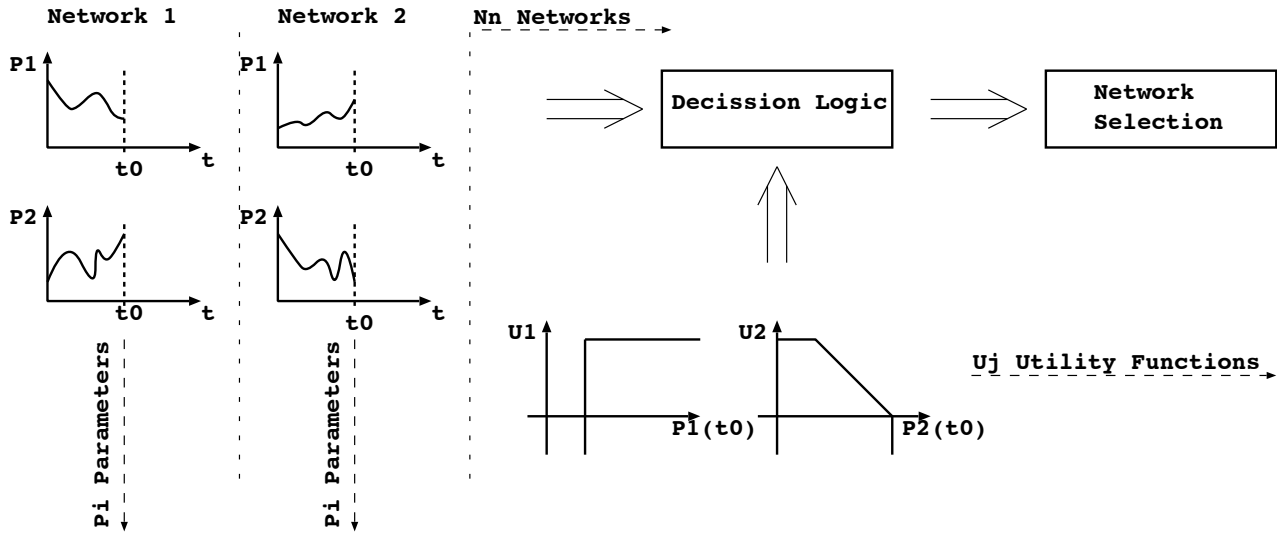 Network 1
Network 2
Nn Networks
P1
t0
t
P1
t0
t
Decission Logic
Network
Selection
P2
t0
t
P2
t0
t
Pi Parameters
Pi Parameters
U1
P1(t0)
U2
P2(t0)
Uj Utility Functions